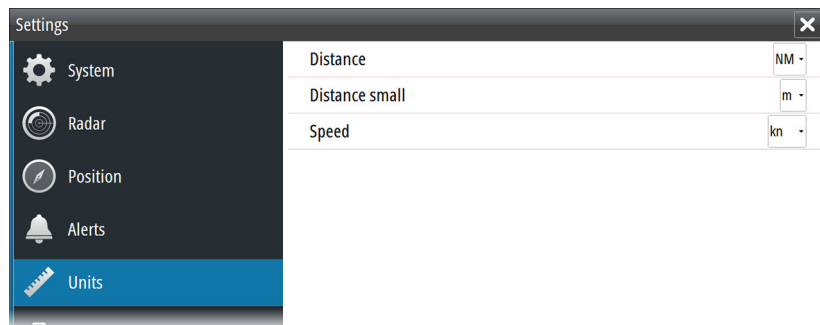 Settings
System
Radar
Position
Alerts
Units
Distance NM
Distance small m
Speed kn